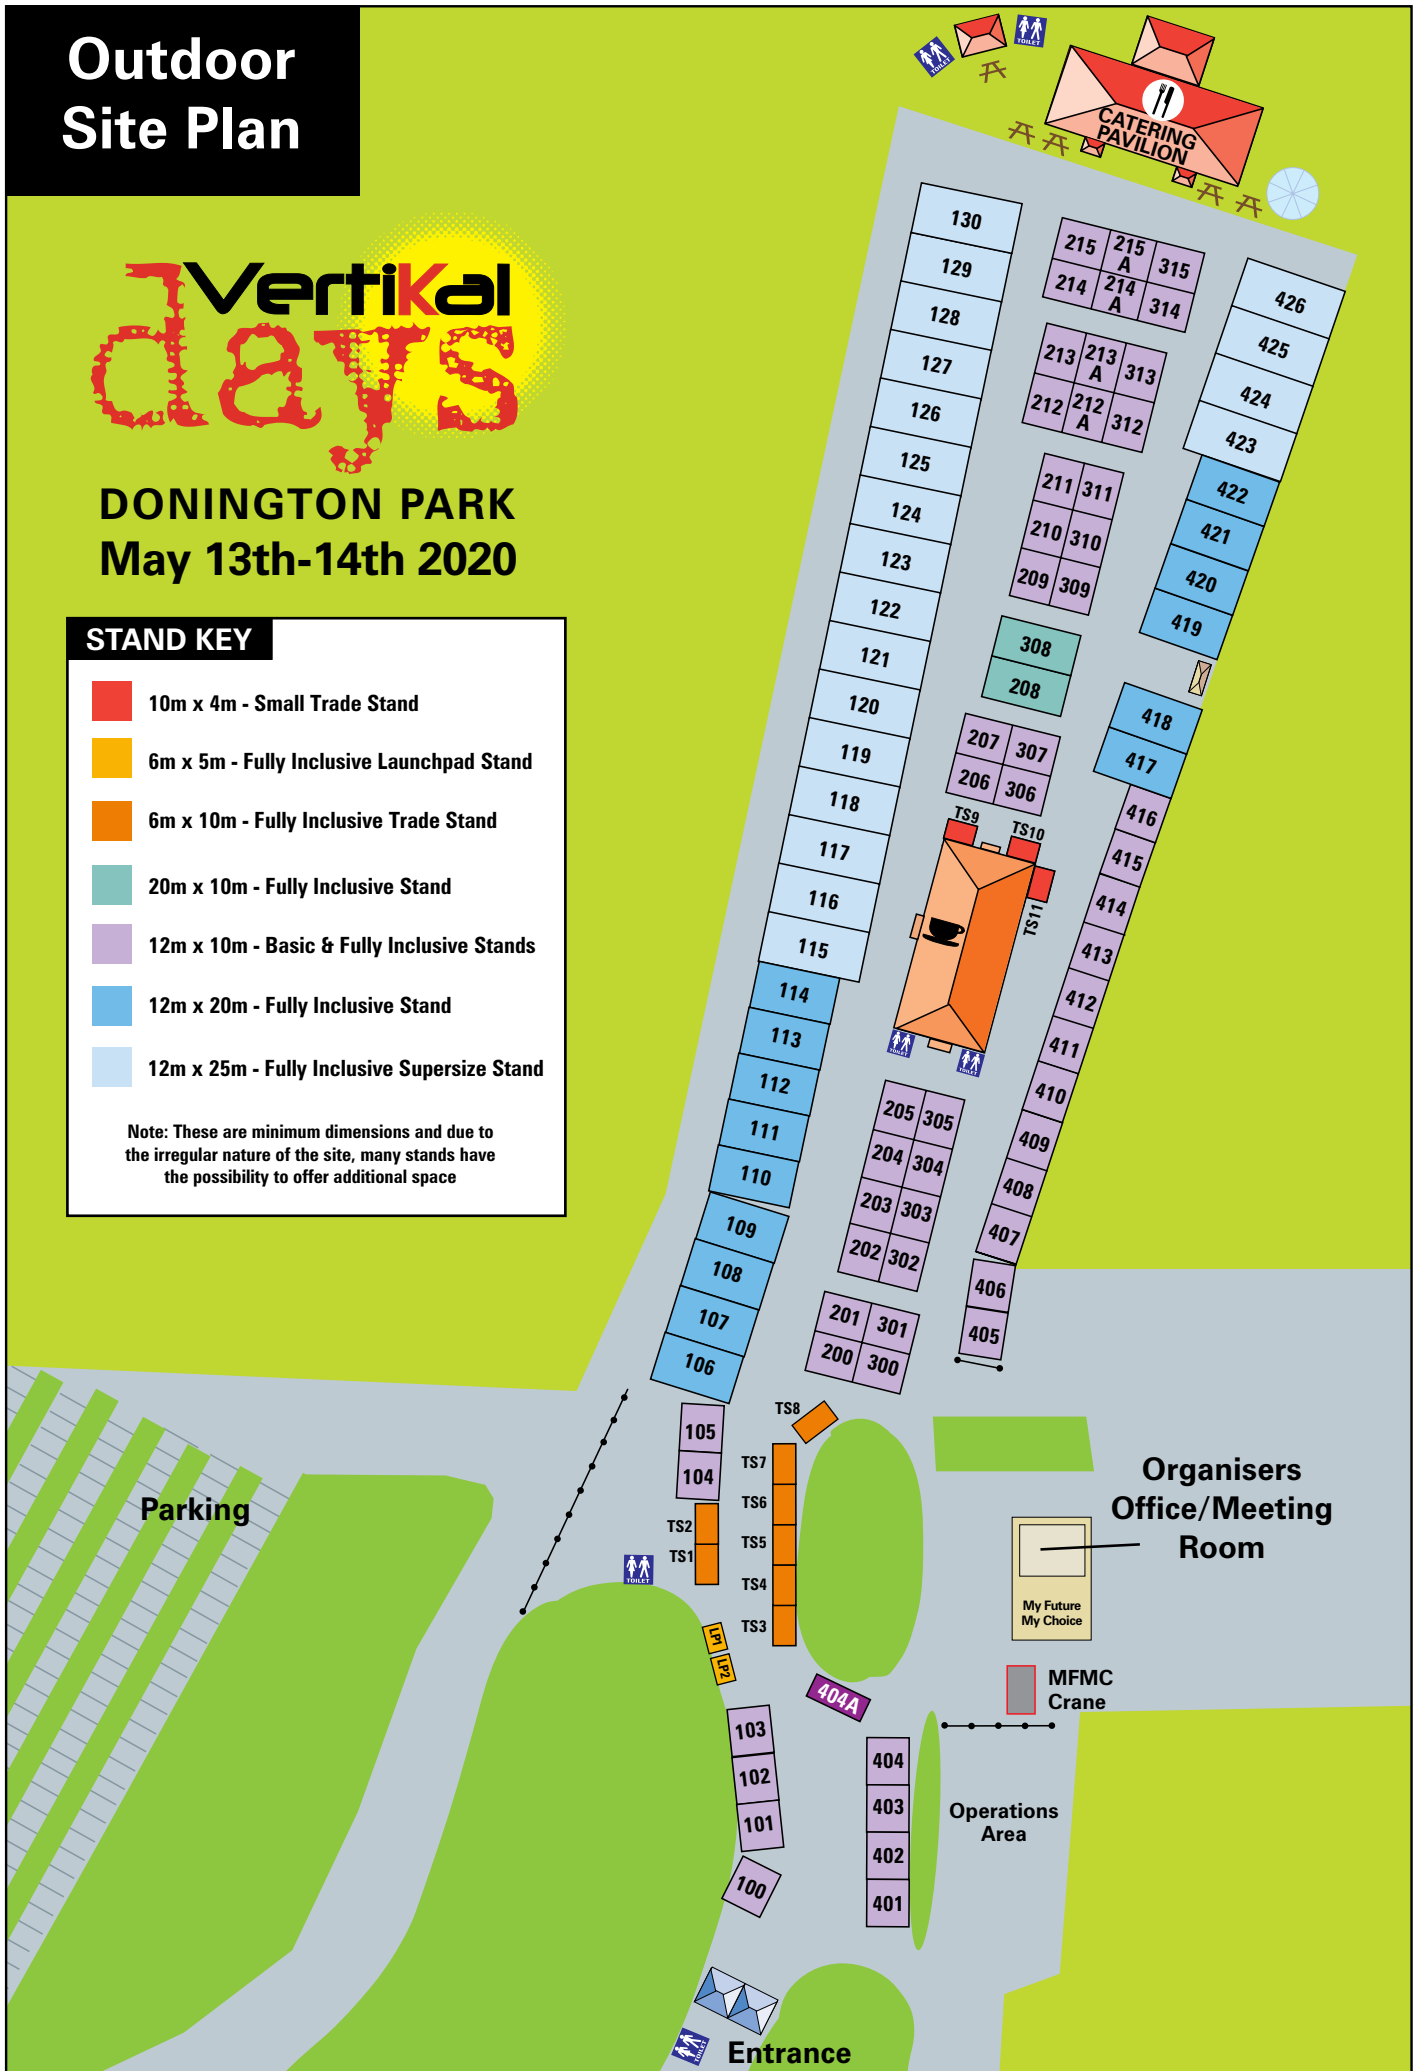 Outdoor
Site Plan
VertiKal
days
DONINGTON PARK
May 13th-14th 2020
STAND KEY
10m x 4m - Small Trade Stand
6m x 5m - Fully Inclusive Launchpad Stand
6m x 10m - Fully Inclusive Trade Stand
20m x 10m - Fully Inclusive Stand
12m x 10m - Basic & Fully Inclusive Stands
12m x 20m - Fully Inclusive Stand
12m x 25m - Fully Inclusive Supersize Stand
Note: These are minimum dimensions and due to
the irregular nature of the site, many stands have
the possibility to offer additional space
TOILET
TOILET
CATERING
PAVILION
130
129
128
127
126
125
124
123
122
121
120
119
118
117
116
115
114
113
112
111
110
109
108
107
106
105
104
TS2
TS1
TOILET
LP1
LP2
103
102
101
100
215
215
A
315
214
214
A
314
213
213
A
313
212
212
A
312
211
311
210
310
209
309
308
208
207
307
206
306
TS9
TS10
TS11
TOILET
TOILET
205
305
204
304
203
303
202
302
201
301
200
300
TS8
TS7
TS6
TS5
TS4
TS3
426
425
424
423
422
421
420
419
418
417
416
415
414
413
412
411
410
409
408
407
406
405
404A
404
403
402
401
Parking
Organisers
Office/Meeting
Room
My Future
My Choice
MFMC
Crane
Operations
Area
TOILET
Entrance